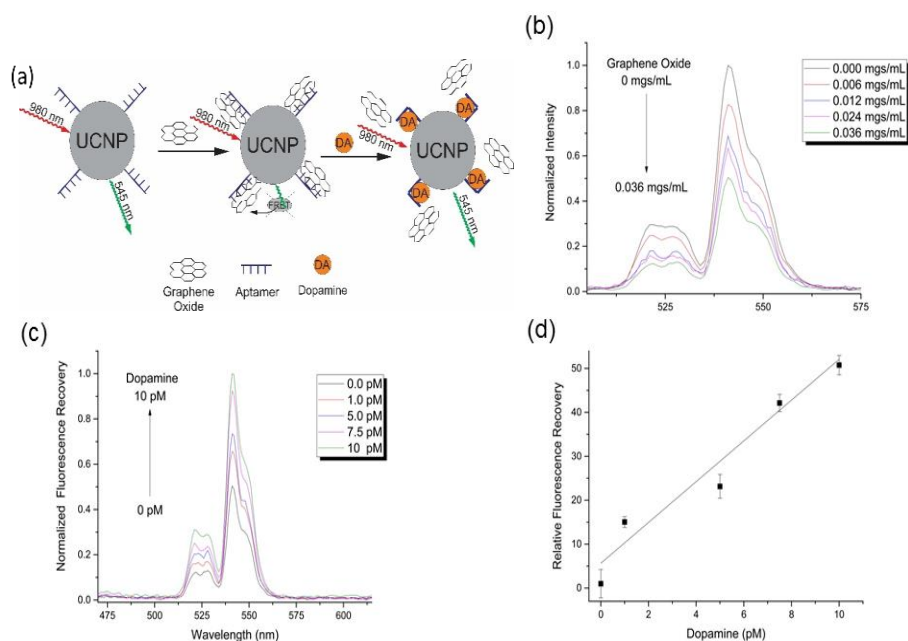 (a)
980 nm
UCNP
545 nm
980 nm
UCNP
FRET
DA
980 nm
DA
DA
UCNP
DA
DA
545 nm
Graphene
Oxide
Aptamer
DA
Dopamine
(b)
Normalized Intensity
1.0
0.8
0.6
0.4
0.2
0.0
525
550
575
Graphene Oxide
0 mgs/mL
0.036 mgs/mL
0.000 mgs/mL
0.006 mgs/mL
0.012 mgs/mL
0.024 mgs/mL
0.036 mgs/mL
(c)
Normalized Fluorescence Recovery
1.0
0.8
0.6
0.4
0.2
0.0
475
500
525
550
575
600
Wavelength (nm)
Dopamine
10 pM
0 pM
0.0 pM
1.0 pM
5.0 pM
7.5 pM
10 pM
(d)
Relative Fluorescence Recovery
50
40
30
20
10
0
0
2
4
6
8
10
Dopamine (pM)